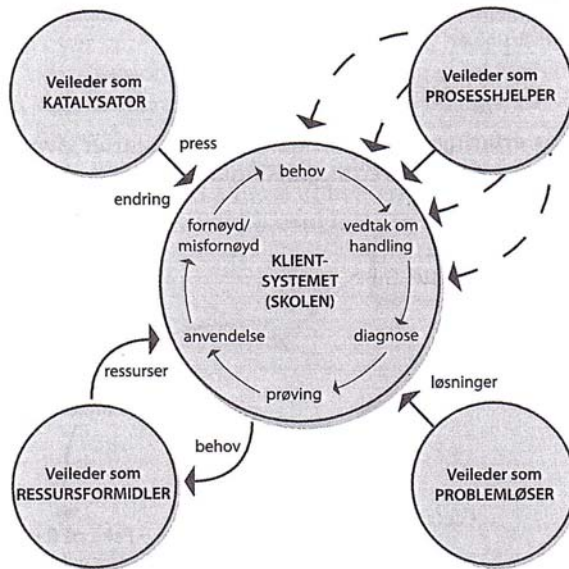 Veileder som
KATALYSATOR
Veileder som
PROSESSHJELPER
press
endring
behov
vedtak om
handling
diagnose
prøving
anvendelse
fornøyd/
misfornøyd
KLIENT-
SYSTEMET
(SKOLEN)
ressurser
behov
løsninger
Veileder som
RESSURSFORMIDLER
Veileder som
PROBLEMLØSER